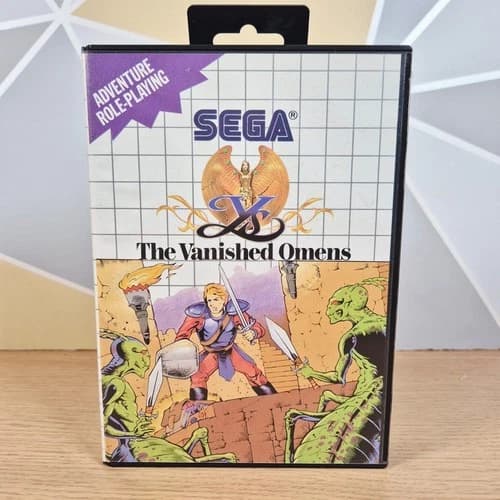 ADVENTURE
ROLE-PLAYING
SEGA®
Ys
The Vanished Omens